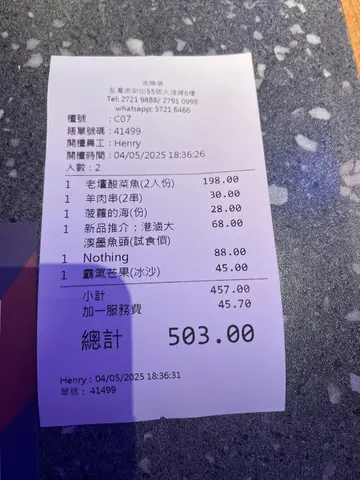 Tel: 2721 9888/ 2791 0999
whatsapp: 5721 6466
檯號 : C07
賬單號碼 : 41499
開檯員工 : Henry
開檯時間 : 04/05/2025 18:36:26
人數 : 2
1 老壇酸菜魚(2人份) 198.00
1 羊肉串(2串) 30.00
1 菠蘿的海(份) 28.00
1 新品推介：港滷大 68.00
澳墨魚頭(試食價)
1 Nothing 88.00
1 霸氣芒果(冰沙) 45.00
小計 457.00
加一服務費 45.70
總計 503.00
Henry : 04/05/2025 18:36:31
單號 : 41499